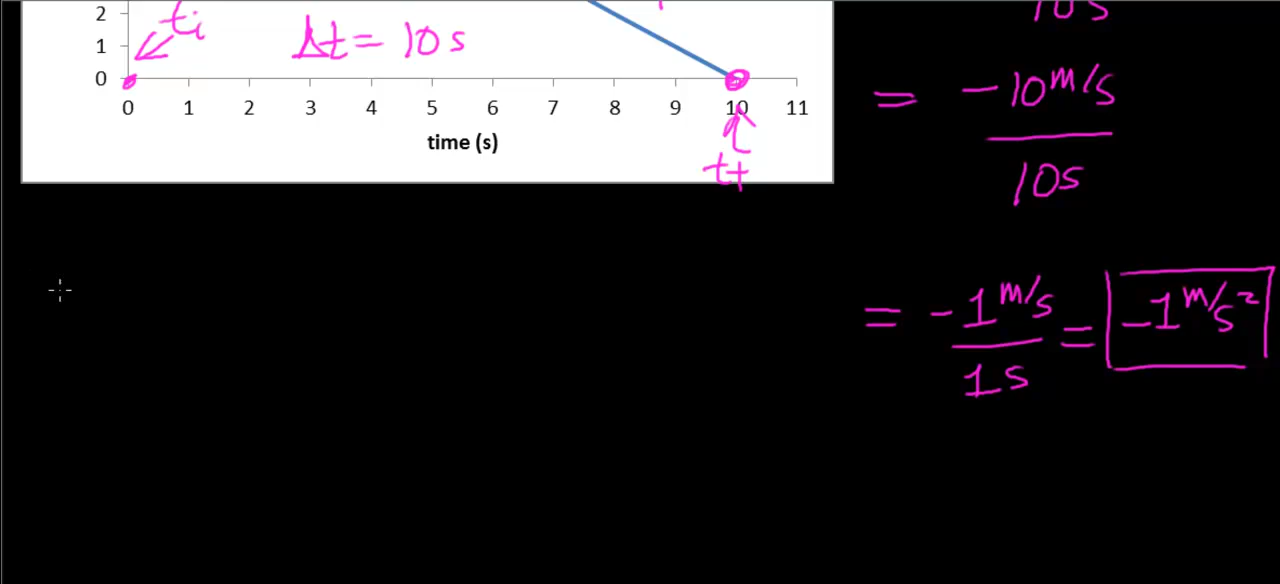 2
ti
1
Δt = 10 s
0
0 1 2 3 4 5 6 7 8 9 10 11
time (s)
tf
10 s
= -10 m/s
10 s
= -1 m/s = -1 m/s²
1 s